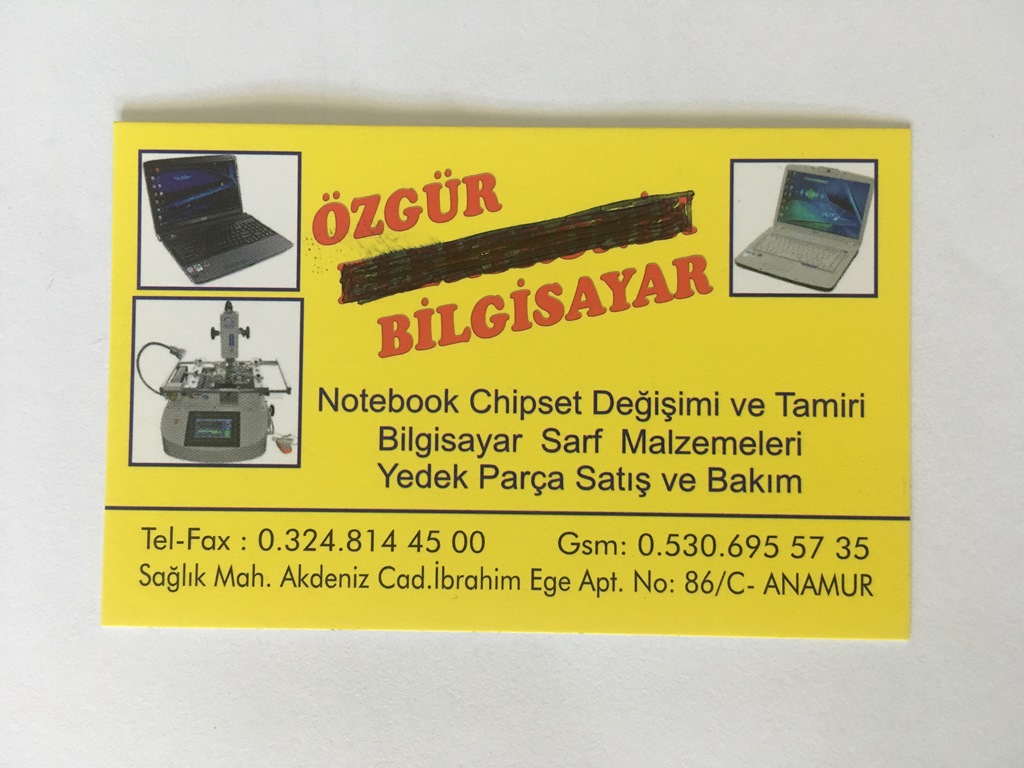 ÖZGÜR
BİLGİSAYAR
Notebook Chipset Değişimi ve Tamiri
Bilgisayar Sarf Malzemeleri
Yedek Parça Satış ve Bakım
Tel-Fax : 0.324.814 45 00 Gsm: 0.530.695 57 35
Sağlık Mah. Akdeniz Cad.İbrahim Ege Apt. No: 86/C- ANAMUR